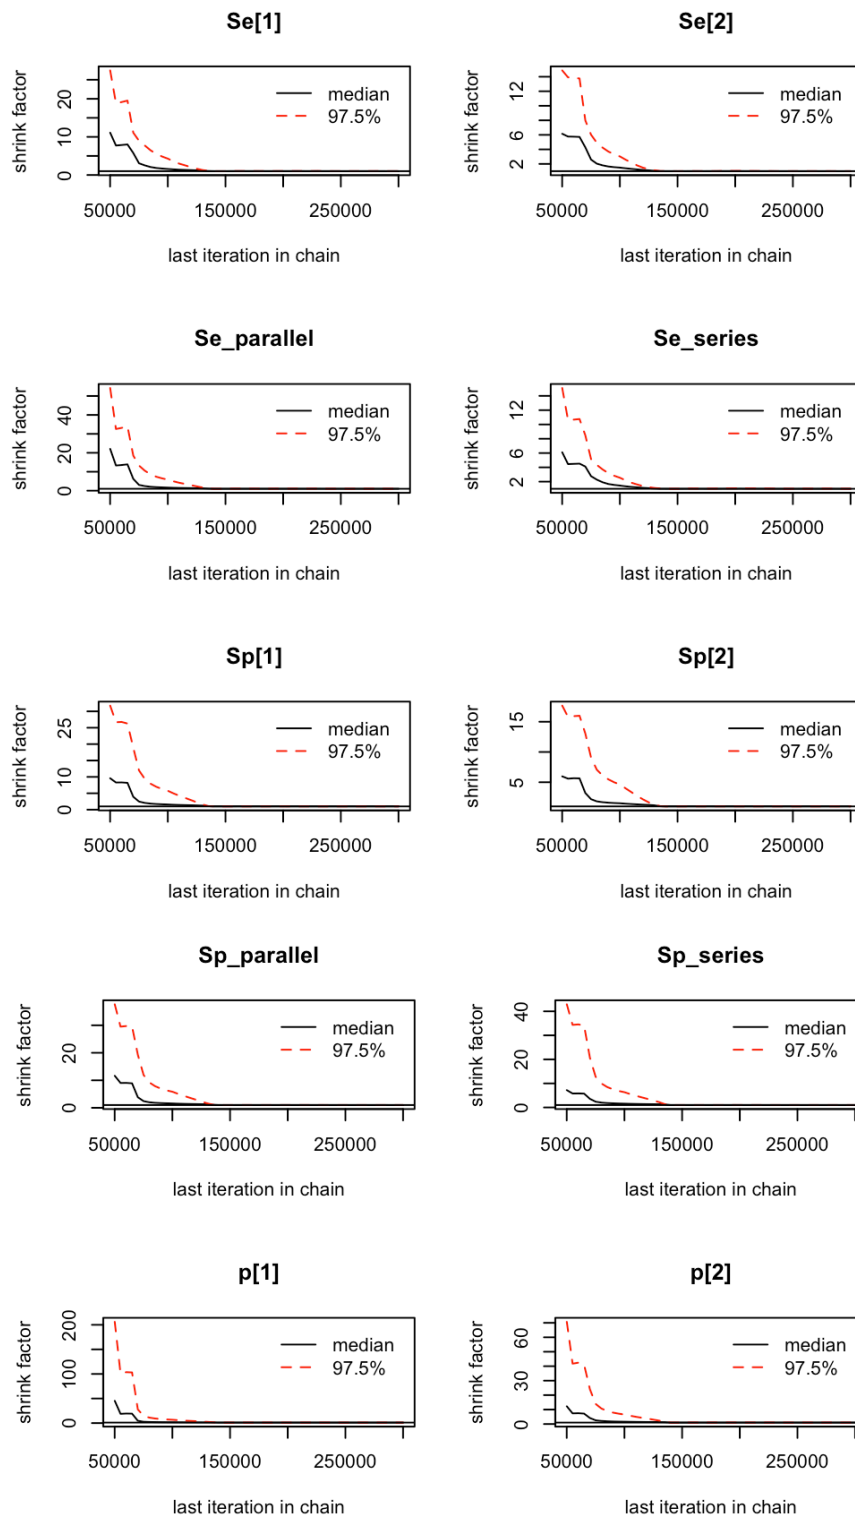 Se[1]
shrink factor
0 10 20
median
97.5%
50000 150000 250000
last iteration in chain
Se[2]
shrink factor
2 6 12
median
97.5%
50000 150000 250000
last iteration in chain
Se_parallel
shrink factor
0 20 40
median
97.5%
50000 150000 250000
last iteration in chain
Se_series
shrink factor
2 6 12
median
97.5%
50000 150000 250000
last iteration in chain
Sp[1]
shrink factor
0 10 25
median
97.5%
50000 150000 250000
last iteration in chain
Sp[2]
shrink factor
5 15
median
97.5%
50000 150000 250000
last iteration in chain
Sp_parallel
shrink factor
0 20
median
97.5%
50000 150000 250000
last iteration in chain
Sp_series
shrink factor
0 20 40
median
97.5%
50000 150000 250000
last iteration in chain
p[1]
shrink factor
0 100 200
median
97.5%
50000 150000 250000
last iteration in chain
p[2]
shrink factor
0 30 60
median
97.5%
50000 150000 250000
last iteration in chain